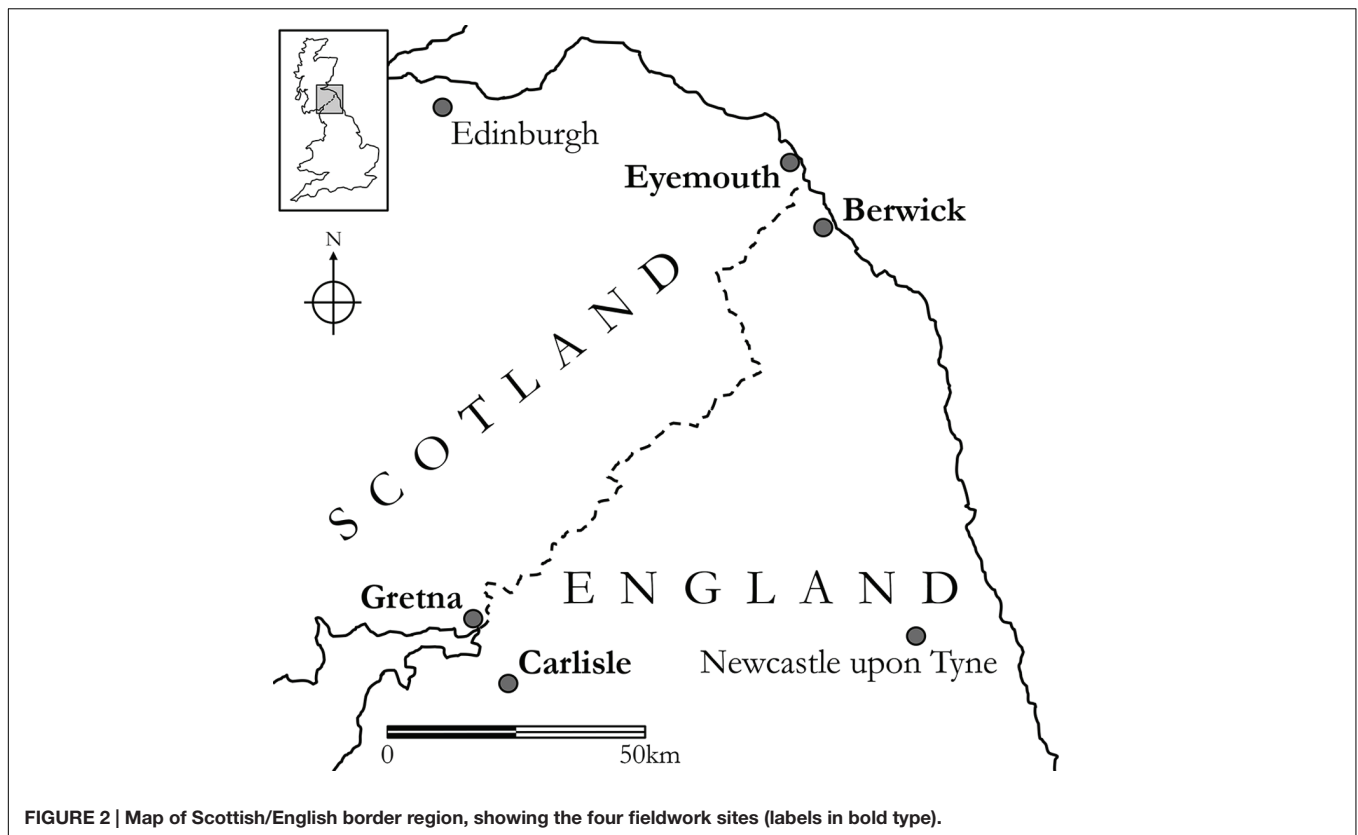 Edinburgh
Eyemouth
Berwick
N
SCOTLAND
ENGLAND
Gretna
Carlisle
Newcastle upon Tyne
0 50km
FIGURE 2 | Map of Scottish/English border region, showing the four fieldwork sites (labels in bold type).